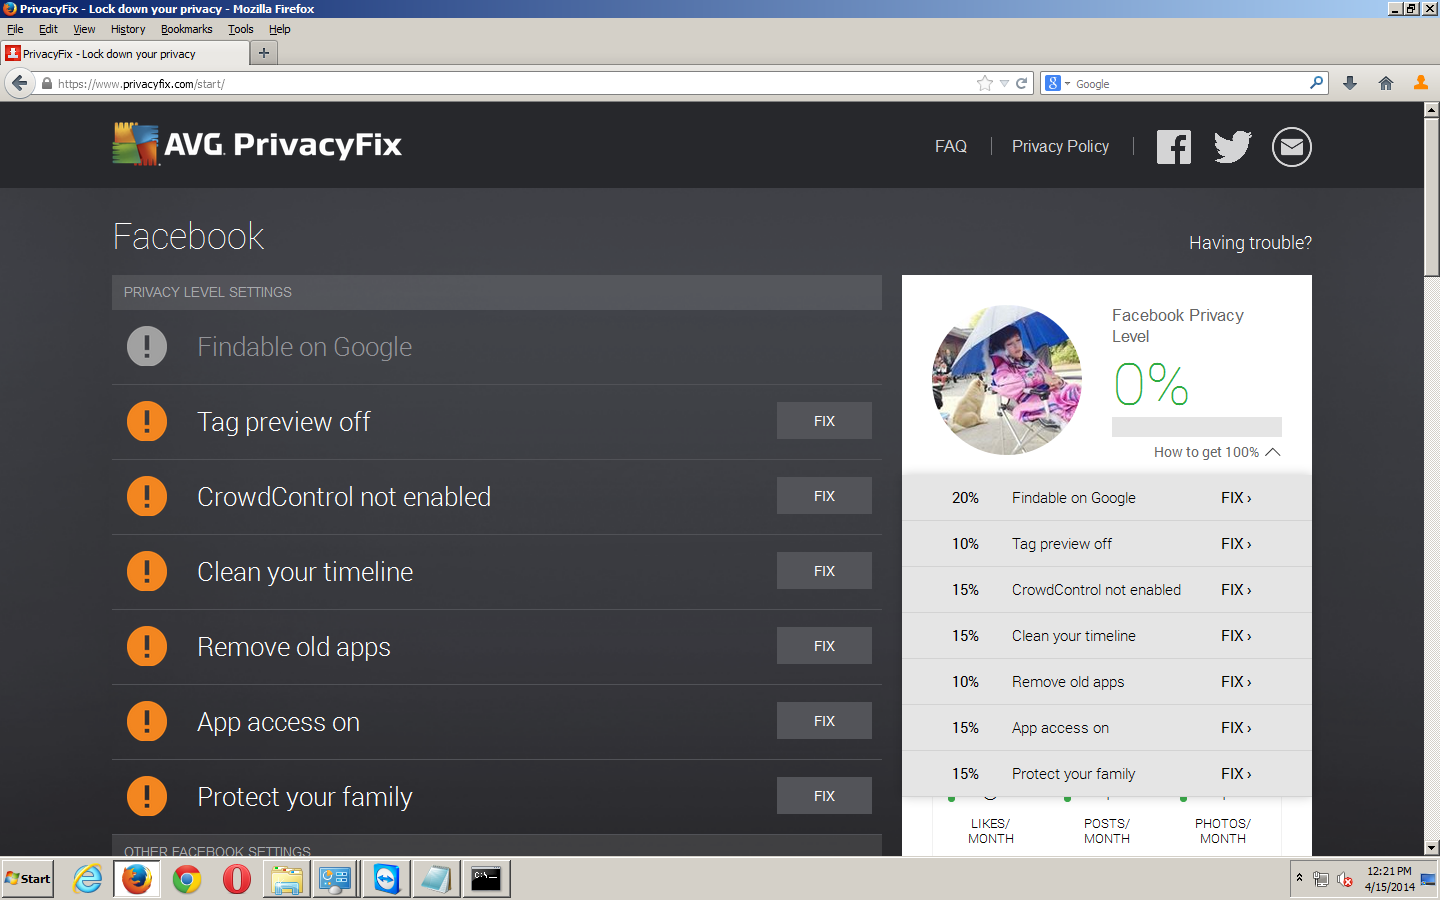 PrivacyFix - Lock down your privacy - Mozilla Firefox
File Edit View History Bookmarks Tools Help
PrivacyFix - Lock down your privacy
https://www.privacyfix.com/start/
Google
AVG. PrivacyFix
FAQ Privacy Policy
Facebook
Having trouble?
PRIVACY LEVEL SETTINGS
Findable on Google
Tag preview off FIX
CrowdControl not enabled FIX
Clean your timeline FIX
Remove old apps FIX
App access on FIX
Protect your family FIX
OTHER FACEBOOK SETTINGS
Facebook Privacy
Level
0%
How to get 100%
20% Findable on Google FIX ›
10% Tag preview off FIX ›
15% CrowdControl not enabled FIX ›
15% Clean your timeline FIX ›
10% Remove old apps FIX ›
15% App access on FIX ›
15% Protect your family FIX ›
LIKES/
MONTH
POSTS/
MONTH
PHOTOS/
MONTH
Start
12:21 PM
4/15/2014